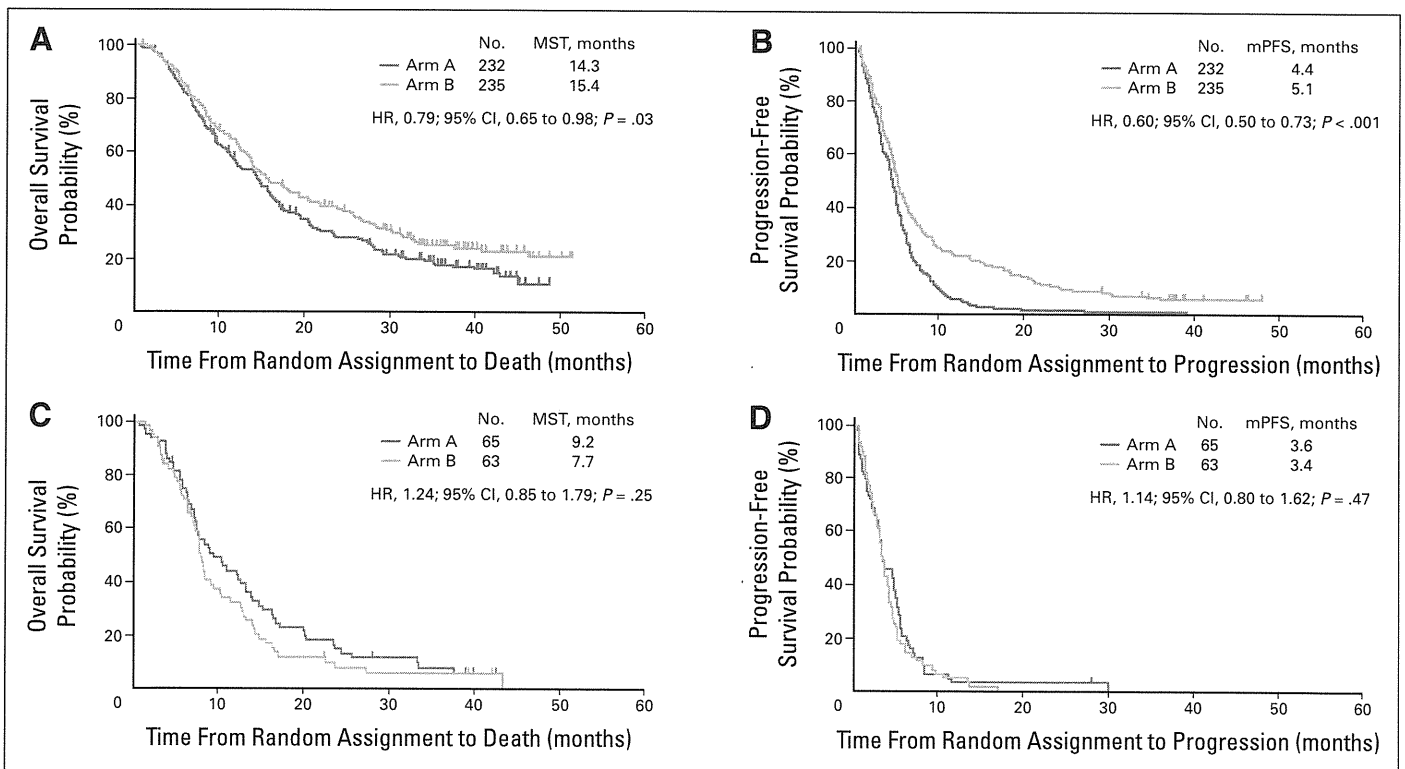 A
Overall Survival
Probability (%)
100
80
60
40
20
0
10
20
30
40
50
60
Time From Random Assignment to Death (months)
No. MST, months
Arm A 232 14.3
Arm B 235 15.4
HR, 0.79; 95% CI, 0.65 to 0.98; P = .03
B
Progression-Free
Survival Probability (%)
100
80
60
40
20
0
10
20
30
40
50
60
Time From Random Assignment to Progression (months)
No. mPFS, months
Arm A 232 4.4
Arm B 235 5.1
HR, 0.60; 95% CI, 0.50 to 0.73; P < .001
C
Overall Survival
Probability (%)
100
80
60
40
20
0
10
20
30
40
50
60
Time From Random Assignment to Death (months)
No. MST, months
Arm A 65 9.2
Arm B 63 7.7
HR, 1.24; 95% CI, 0.85 to 1.79; P = .25
D
Progression-Free
Survival Probability (%)
100
80
60
40
20
0
10
20
30
40
50
60
Time From Random Assignment to Progression (months)
No. mPFS, months
Arm A 65 3.6
Arm B 63 3.4
HR, 1.14; 95% CI, 0.80 to 1.62; P = .47